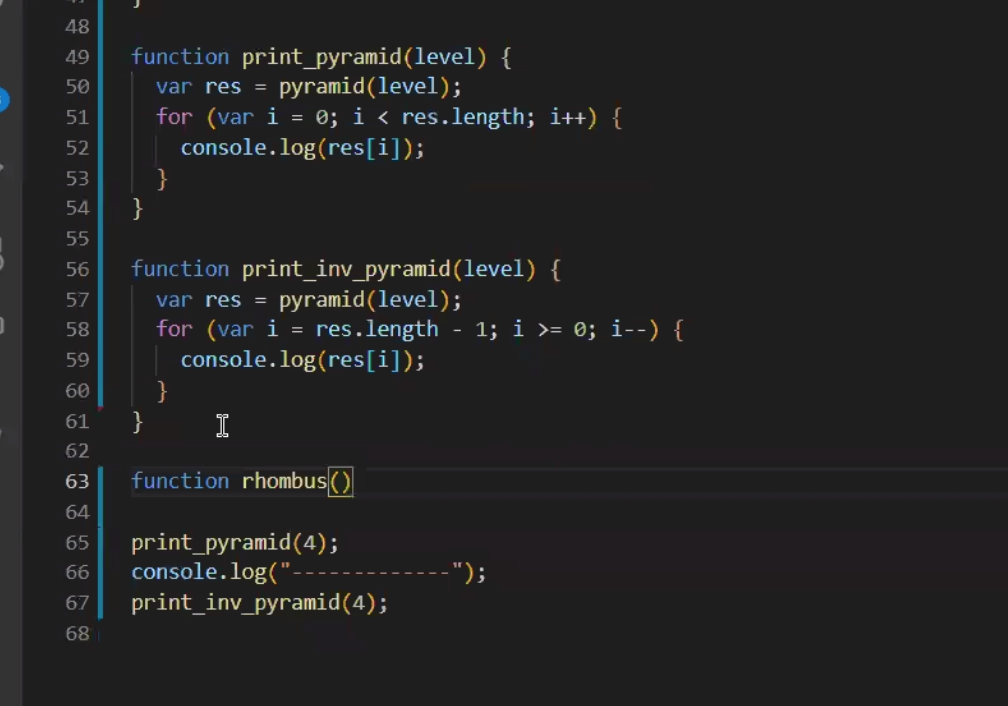 48
49 function print_pyramid(level) {
50   var res = pyramid(level);
51   for (var i = 0; i < res.length; i++) {
52     console.log(res[i]);
53   }
54 }
55
56 function print_inv_pyramid(level) {
57   var res = pyramid(level);
58   for (var i = res.length - 1; i >= 0; i--) {
59     console.log(res[i]);
60   }
61 }
62
63 function rhombus()
64
65 print_pyramid(4);
66 console.log("-------------");
67 print_inv_pyramid(4);
68